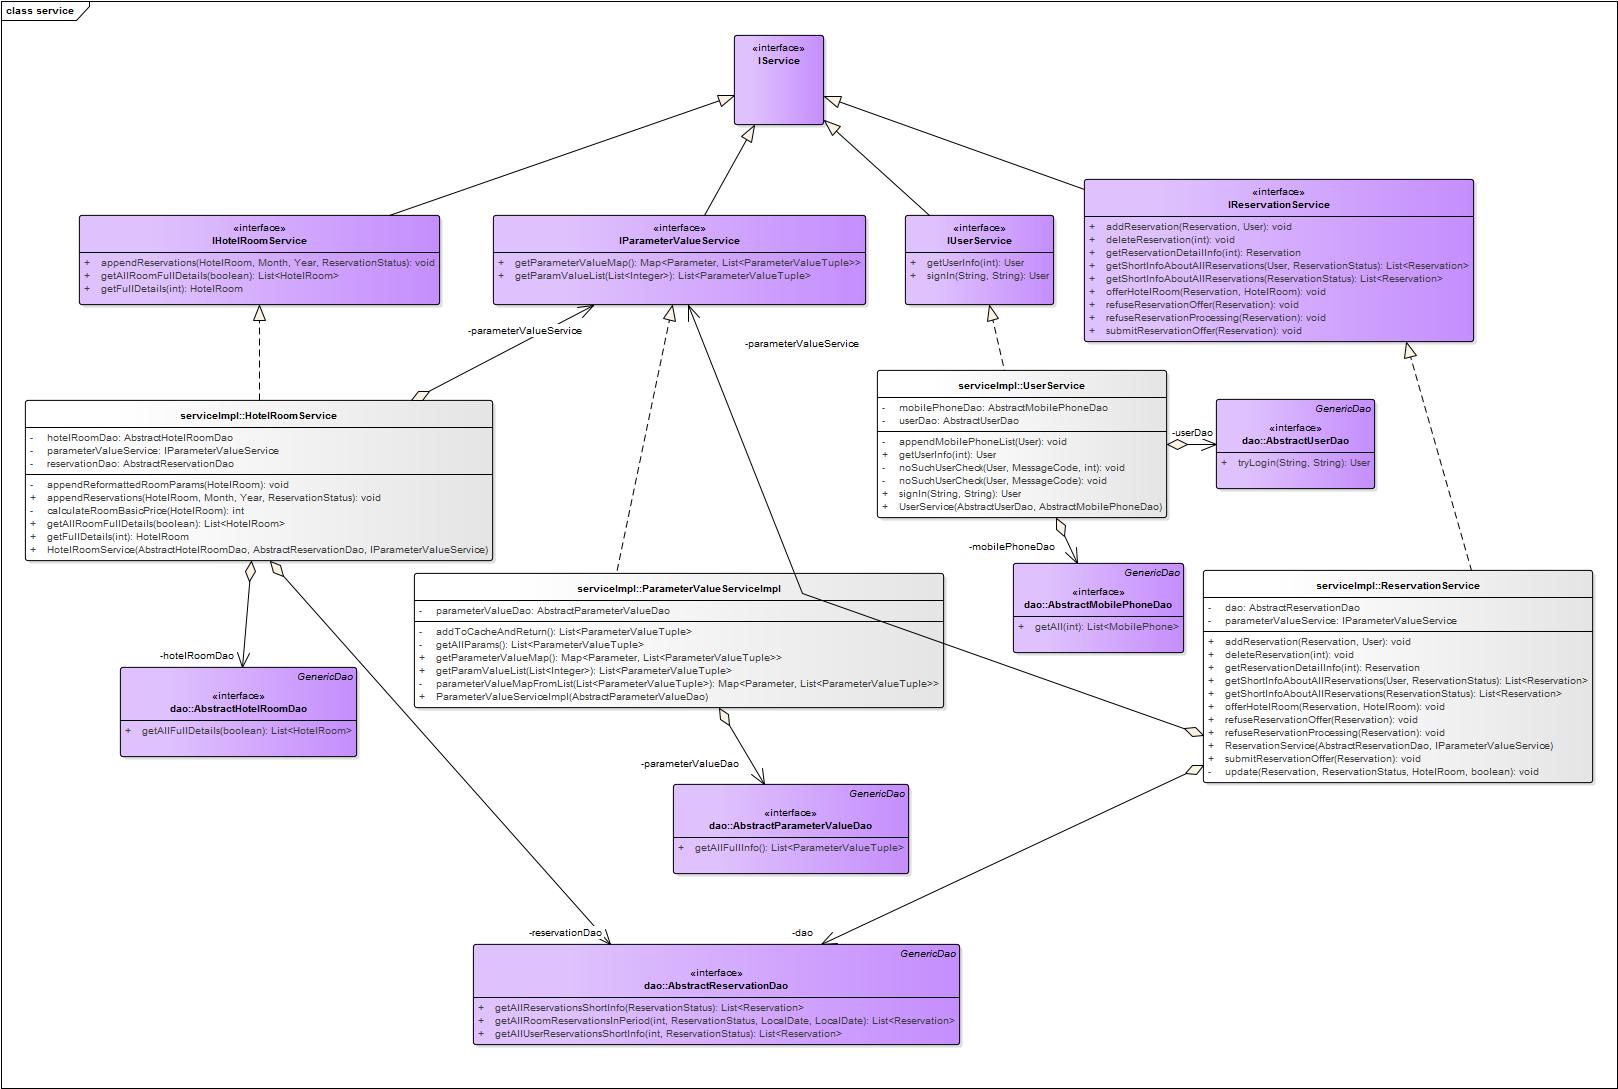 class service
«interface»
IService
«interface»
IHotelRoomService
+ appendReservations(HotelRoom, Month, Year, ReservationStatus): void
+ getAllRoomFullDetails(boolean): List<HotelRoom>
+ getFullDetails(int): HotelRoom
«interface»
IParameterValueService
+ getParameterValueMap(): Map<Parameter, List<ParameterValueTuple>>
+ getParamValueList(List<Integer>): List<ParameterValueTuple>
«interface»
IUserService
+ getUserInfo(int): User
+ signIn(String, String): User
«interface»
IReservationService
+ addReservation(Reservation, User): void
+ deleteReservation(int): void
+ getReservationDetailInfo(int): Reservation
+ getShortInfoAboutAllReservations(User, ReservationStatus): List<Reservation>
+ getShortInfoAboutAllReservations(ReservationStatus): List<Reservation>
+ offerHotelRoom(Reservation, HotelRoom): void
+ refuseReservationOffer(Reservation): void
+ refuseReservationProcessing(Reservation): void
+ submitReservationOffer(Reservation): void
-parameterValueService
-parameterValueService
serviceImpl::HotelRoomService
- hotelRoomDao: AbstractHotelRoomDao
- parameterValueService: IParameterValueService
- reservationDao: AbstractReservationDao
- appendReformattedRoomParams(HotelRoom): void
+ appendReservations(HotelRoom, Month, Year, ReservationStatus): void
- calculateRoomBasicPrice(HotelRoom): int
+ getAllRoomFullDetails(boolean): List<HotelRoom>
+ getFullDetails(int): HotelRoom
+ HotelRoomService(AbstractHotelRoomDao, AbstractReservationDao, IParameterValueService)
serviceImpl::UserService
- mobilePhoneDao: AbstractMobilePhoneDao
- userDao: AbstractUserDao
- appendMobilePhoneList(User): void
+ getUserInfo(int): User
- noSuchUserCheck(User, MessageCode, int): void
- noSuchUserCheck(User, MessageCode): void
+ signIn(String, String): User
+ UserService(AbstractUserDao, AbstractMobilePhoneDao)
-userDao
GenericDao
«interface»
dao::AbstractUserDao
+ tryLogin(String, String): User
-mobilePhoneDao
GenericDao
«interface»
dao::AbstractMobilePhoneDao
+ getAll(int): List<MobilePhone>
serviceImpl::ParameterValueServiceImpl
- parameterValueDao: AbstractParameterValueDao
- addToCacheAndReturn(): List<ParameterValueTuple>
- getAllParams(): List<ParameterValueTuple>
+ getParameterValueMap(): Map<Parameter, List<ParameterValueTuple>>
+ getParamValueList(List<Integer>): List<ParameterValueTuple>
- parameterValueMapFromList(List<ParameterValueTuple>): Map<Parameter, List<ParameterValueTuple>>
+ ParameterValueServiceImpl(AbstractParameterValueDao)
serviceImpl::ReservationService
- dao: AbstractReservationDao
- parameterValueService: IParameterValueService
+ addReservation(Reservation, User): void
+ deleteReservation(int): void
+ getReservationDetailInfo(int): Reservation
+ getShortInfoAboutAllReservations(User, ReservationStatus): List<Reservation>
+ getShortInfoAboutAllReservations(ReservationStatus): List<Reservation>
+ offerHotelRoom(Reservation, HotelRoom): void
+ refuseReservationOffer(Reservation): void
+ refuseReservationProcessing(Reservation): void
+ ReservationService(AbstractReservationDao, IParameterValueService)
+ submitReservationOffer(Reservation): void
- update(Reservation, ReservationStatus, HotelRoom, boolean): void
-hotelRoomDao
GenericDao
«interface»
dao::AbstractHotelRoomDao
+ getAllFullDetails(boolean): List<HotelRoom>
-parameterValueDao
GenericDao
«interface»
dao::AbstractParameterValueDao
+ getAllFullInfo(): List<ParameterValueTuple>
-reservationDao
-dao
GenericDao
«interface»
dao::AbstractReservationDao
+ getAllReservationsShortInfo(ReservationStatus): List<Reservation>
+ getAllRoomReservationsInPeriod(int, ReservationStatus, LocalDate, LocalDate): List<Reservation>
+ getAllUserReservationsShortInfo(int, ReservationStatus): List<Reservation>